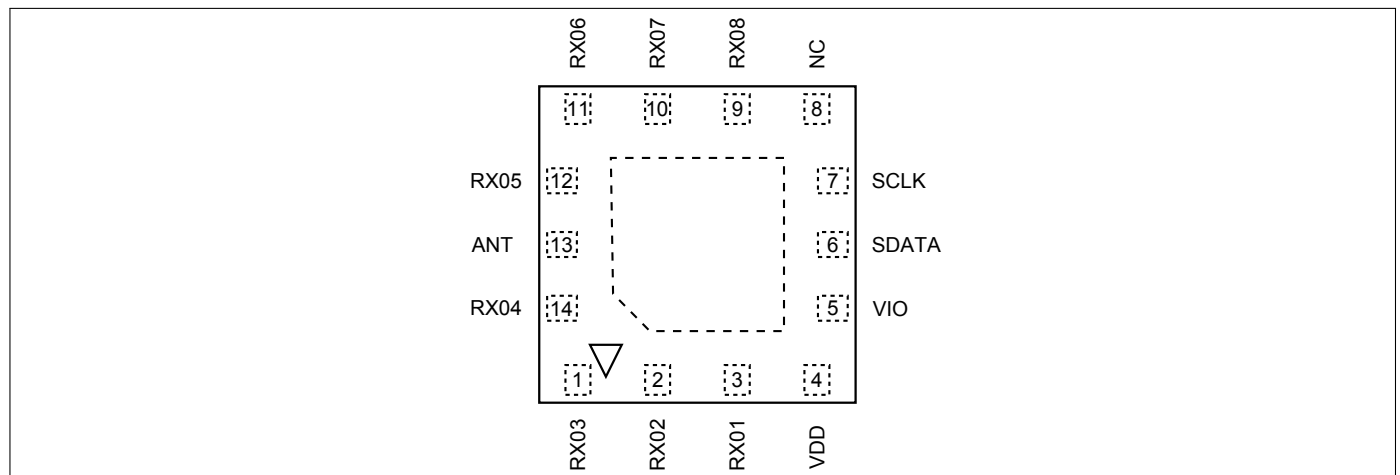 RX06 RX07 RX08 NC
11 10 9 8
RX05 12 7 SCLK
ANT 13 6 SDATA
RX04 14 5 VIO
1 2 3 4
RX03 RX02 RX01 VDD